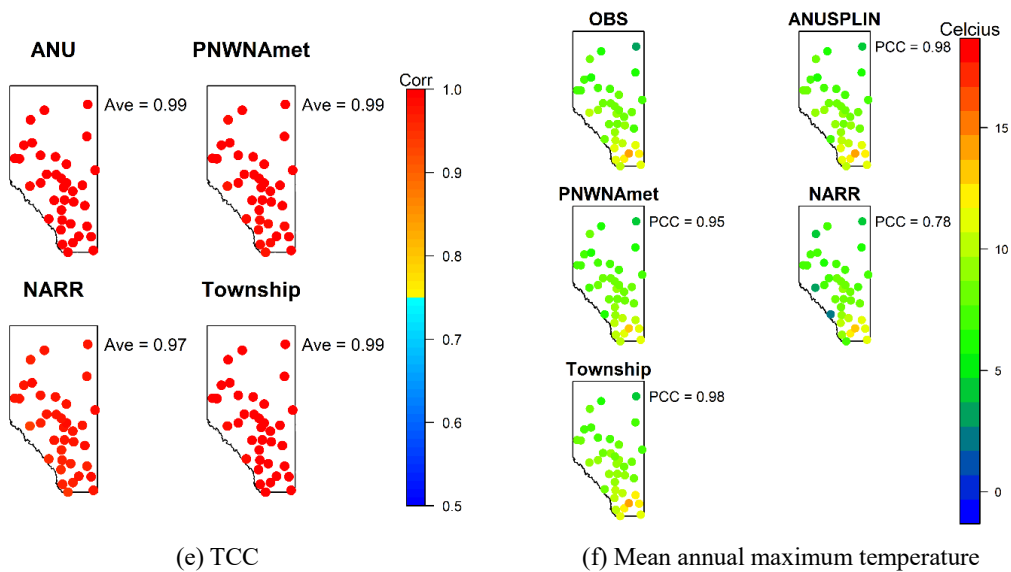 ANU
PNWNAmet
Ave = 0.99
Ave = 0.99
NARR
Township
Ave = 0.97
Ave = 0.99
Corr
1.0
0.9
0.8
0.7
0.6
0.5
(e) TCC
OBS
ANUSPLIN
PCC = 0.98
PNWNAmet
NARR
PCC = 0.95
PCC = 0.78
Township
PCC = 0.98
Celcius
15
10
5
0
(f) Mean annual maximum temperature